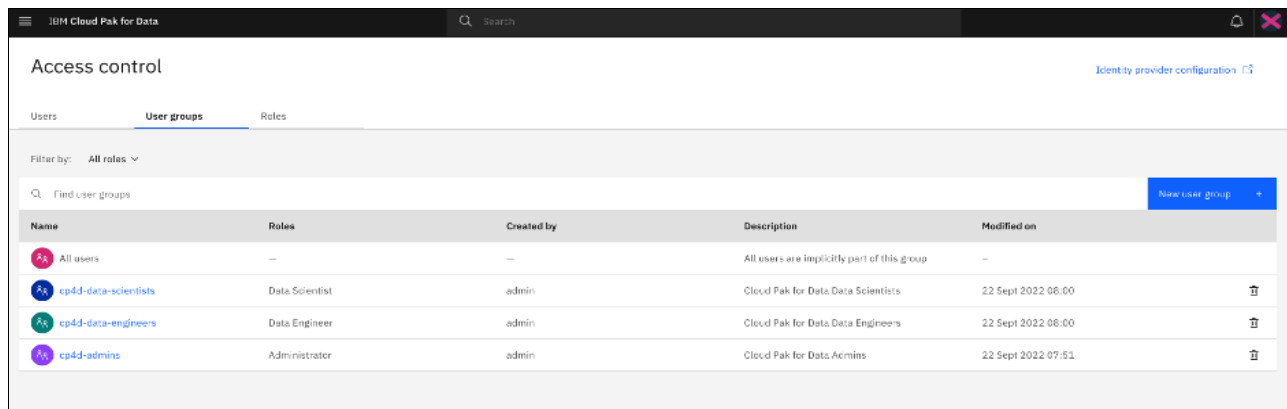 IBM Cloud Pak for Data
Search
Access control
Identity provider configuration
Users User groups Roles
Filter by: All roles
Find user groups
New user group +
Name Roles Created by Description Modified on
All users — — All users are implicitly part of this group —
cp4d-data-scientists Data Scientist admin Cloud Pak for Data Data Scientists 22 Sept 2022 08:00
cp4d-data-engineers Data Engineer admin Cloud Pak for Data Data Engineers 22 Sept 2022 08:00
cp4d-admins Administrator admin Cloud Pak for Data Admins 22 Sept 2022 07:51